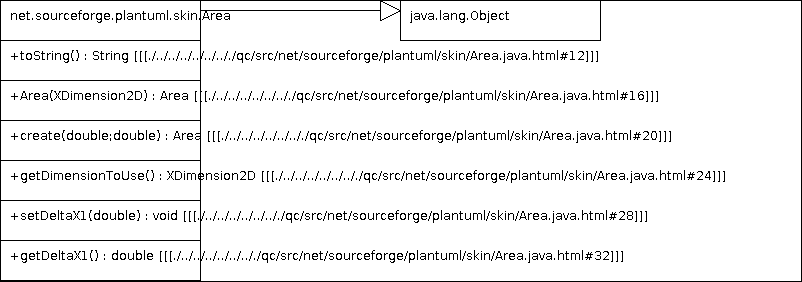 net.sourceforge.plantuml.skin.Area
java.lang.Object
+toString() : String [[[./../../../../../../../qc/src/net/sourceforge/plantuml/skin/Area.java.html#12]]]
+Area(XDimension2D) : Area [[[./../../../../../../../qc/src/net/sourceforge/plantuml/skin/Area.java.html#16]]]
+create(double;double) : Area [[[./../../../../../../../qc/src/net/sourceforge/plantuml/skin/Area.java.html#20]]]
+getDimensionToUse() : XDimension2D [[[./../../../../../../../qc/src/net/sourceforge/plantuml/skin/Area.java.html#24]]]
+setDeltaX1(double) : void [[[./../../../../../../../qc/src/net/sourceforge/plantuml/skin/Area.java.html#28]]]
+getDeltaX1() : double [[[./../../../../../../../qc/src/net/sourceforge/plantuml/skin/Area.java.html#32]]]